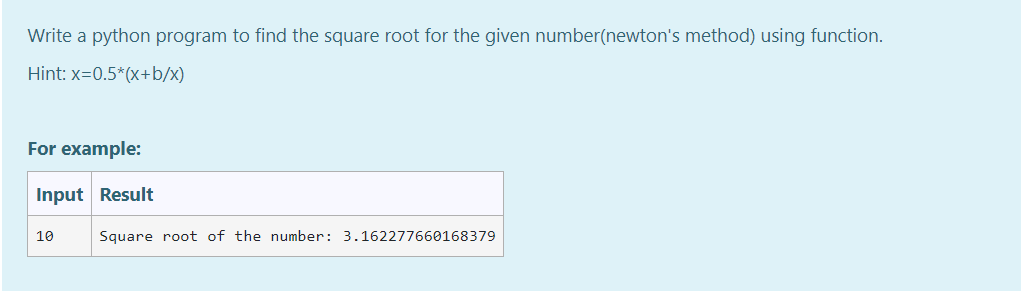 Write a python program to find the square root for the given number(newton's method) using function.
Hint: x=0.5*(x+b/x)
For example:
Input Result
10 Square root of the number: 3.162277660168379